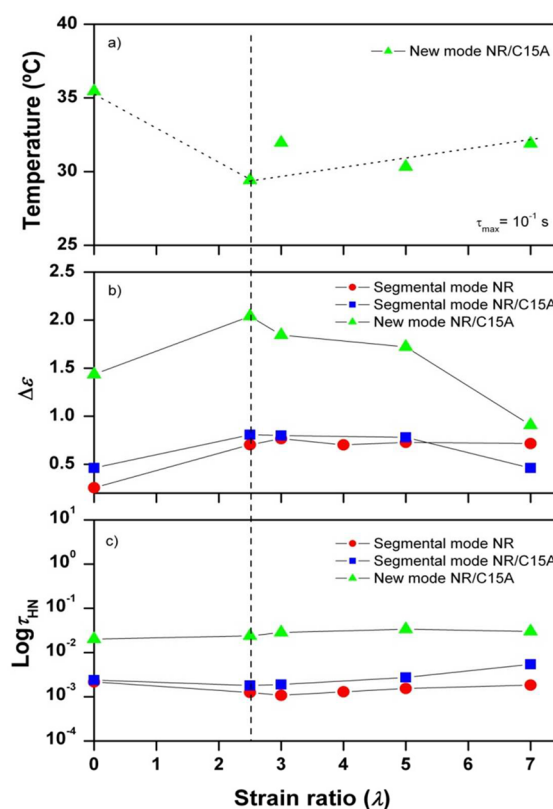 a)
New mode NR/C15A
Temperature (ºC)
40
35
30
25
τmax = 10⁻¹ s
b)
Segmental mode NR
Segmental mode NR/C15A
New mode NR/C15A
Δε
2.5
2.0
1.5
1.0
0.5
c)
Segmental mode NR
Segmental mode NR/C15A
New mode NR/C15A
Log τHN
10¹
10⁰
10⁻¹
10⁻²
10⁻³
10⁻⁴
0 1 2 3 4 5 6 7
Strain ratio (λ)